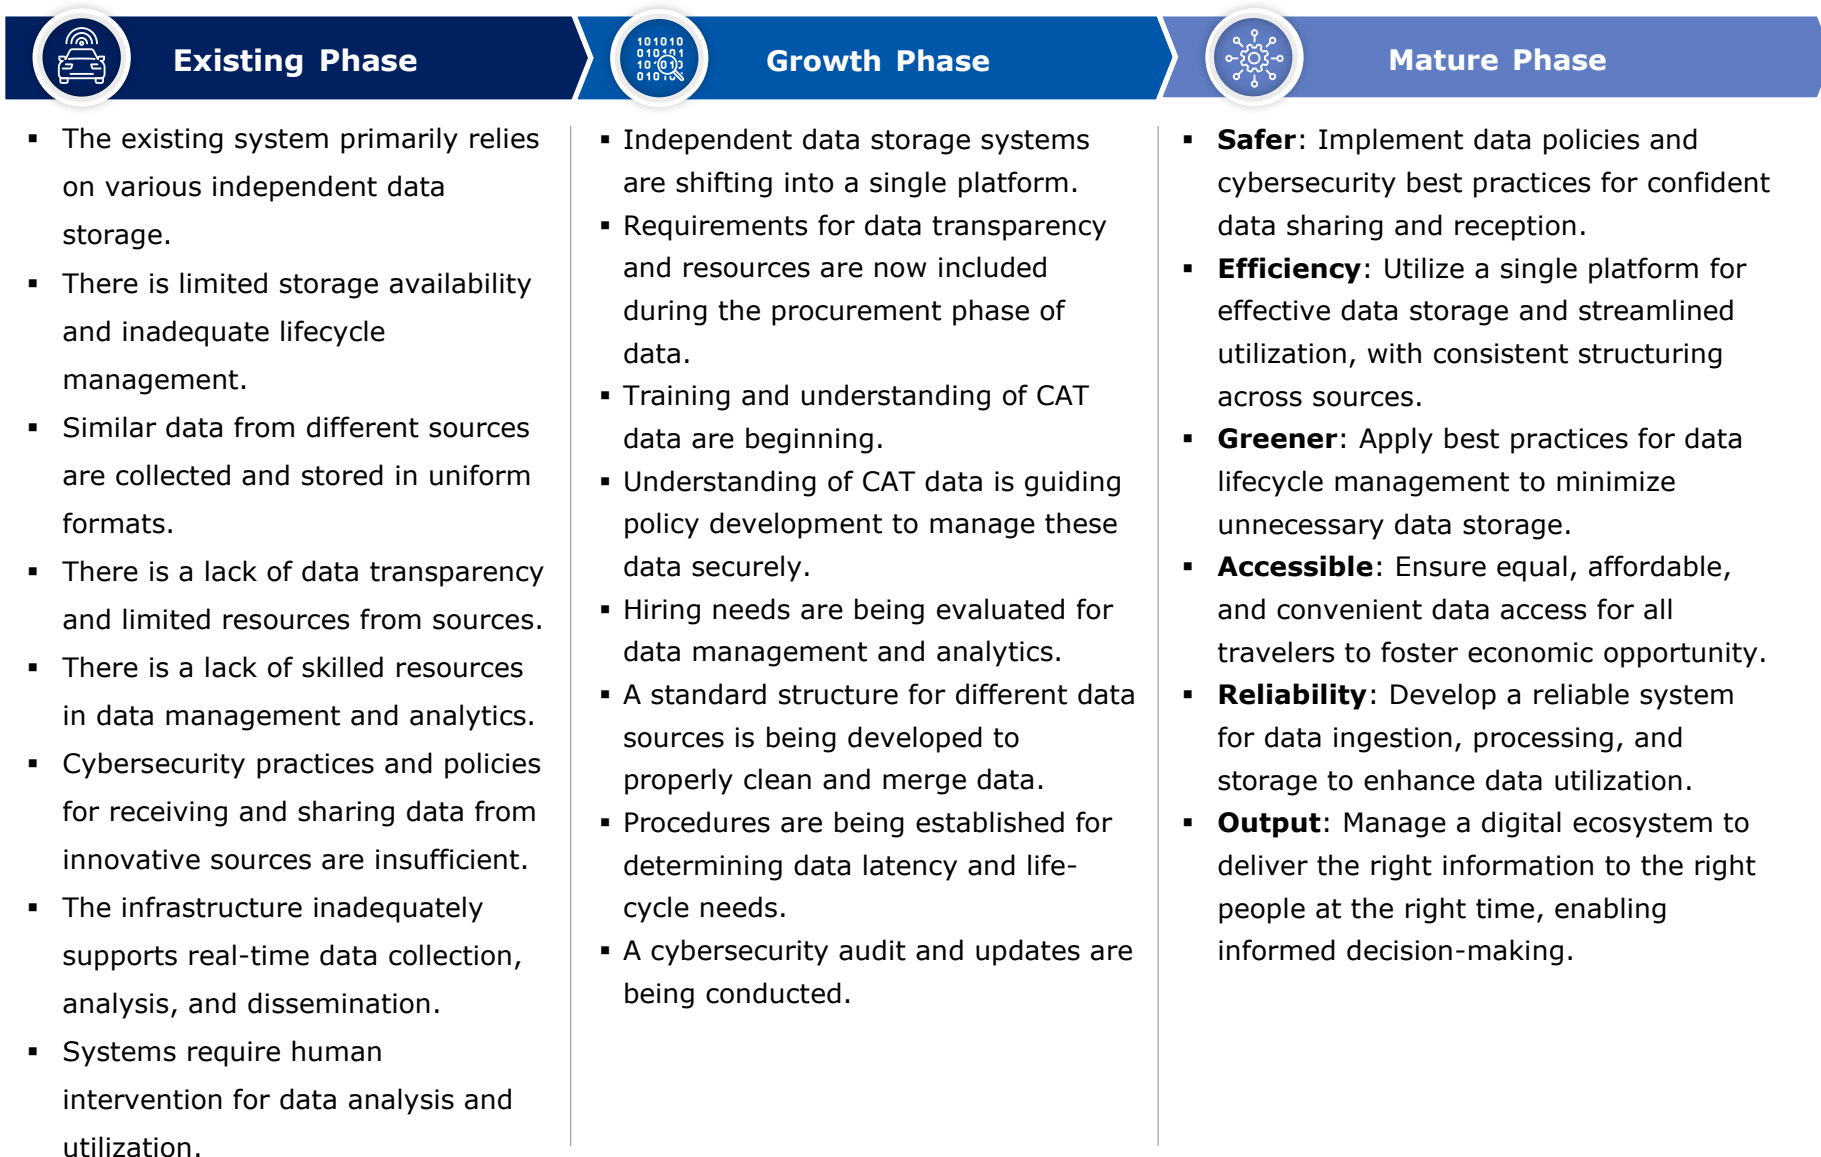 Existing Phase
The existing system primarily relies
on various independent data
storage.
There is limited storage availability
and inadequate lifecycle
management.
Similar data from different sources
are collected and stored in uniform
formats.
There is a lack of data transparency
and limited resources from sources.
There is a lack of skilled resources
in data management and analytics.
Cybersecurity practices and policies
for receiving and sharing data from
innovative sources are insufficient.
The infrastructure inadequately
supports real-time data collection,
analysis, and dissemination.
Systems require human
intervention for data analysis and
utilization.
Growth Phase
Independent data storage systems
are shifting into a single platform.
Requirements for data transparency
and resources are now included
during the procurement phase of
data.
Training and understanding of CAT
data are beginning.
Understanding of CAT data is guiding
policy development to manage these
data securely.
Hiring needs are being evaluated for
data management and analytics.
A standard structure for different data
sources is being developed to
properly clean and merge data.
Procedures are being established for
determining data latency and life-
cycle needs.
A cybersecurity audit and updates are
being conducted.
Mature Phase
Safer: Implement data policies and
cybersecurity best practices for confident
data sharing and reception.
Efficiency: Utilize a single platform for
effective data storage and streamlined
utilization, with consistent structuring
across sources.
Greener: Apply best practices for data
lifecycle management to minimize
unnecessary data storage.
Accessible: Ensure equal, affordable,
and convenient data access for all
travelers to foster economic opportunity.
Reliability: Develop a reliable system
for data ingestion, processing, and
storage to enhance data utilization.
Output: Manage a digital ecosystem to
deliver the right information to the right
people at the right time, enabling
informed decision-making.